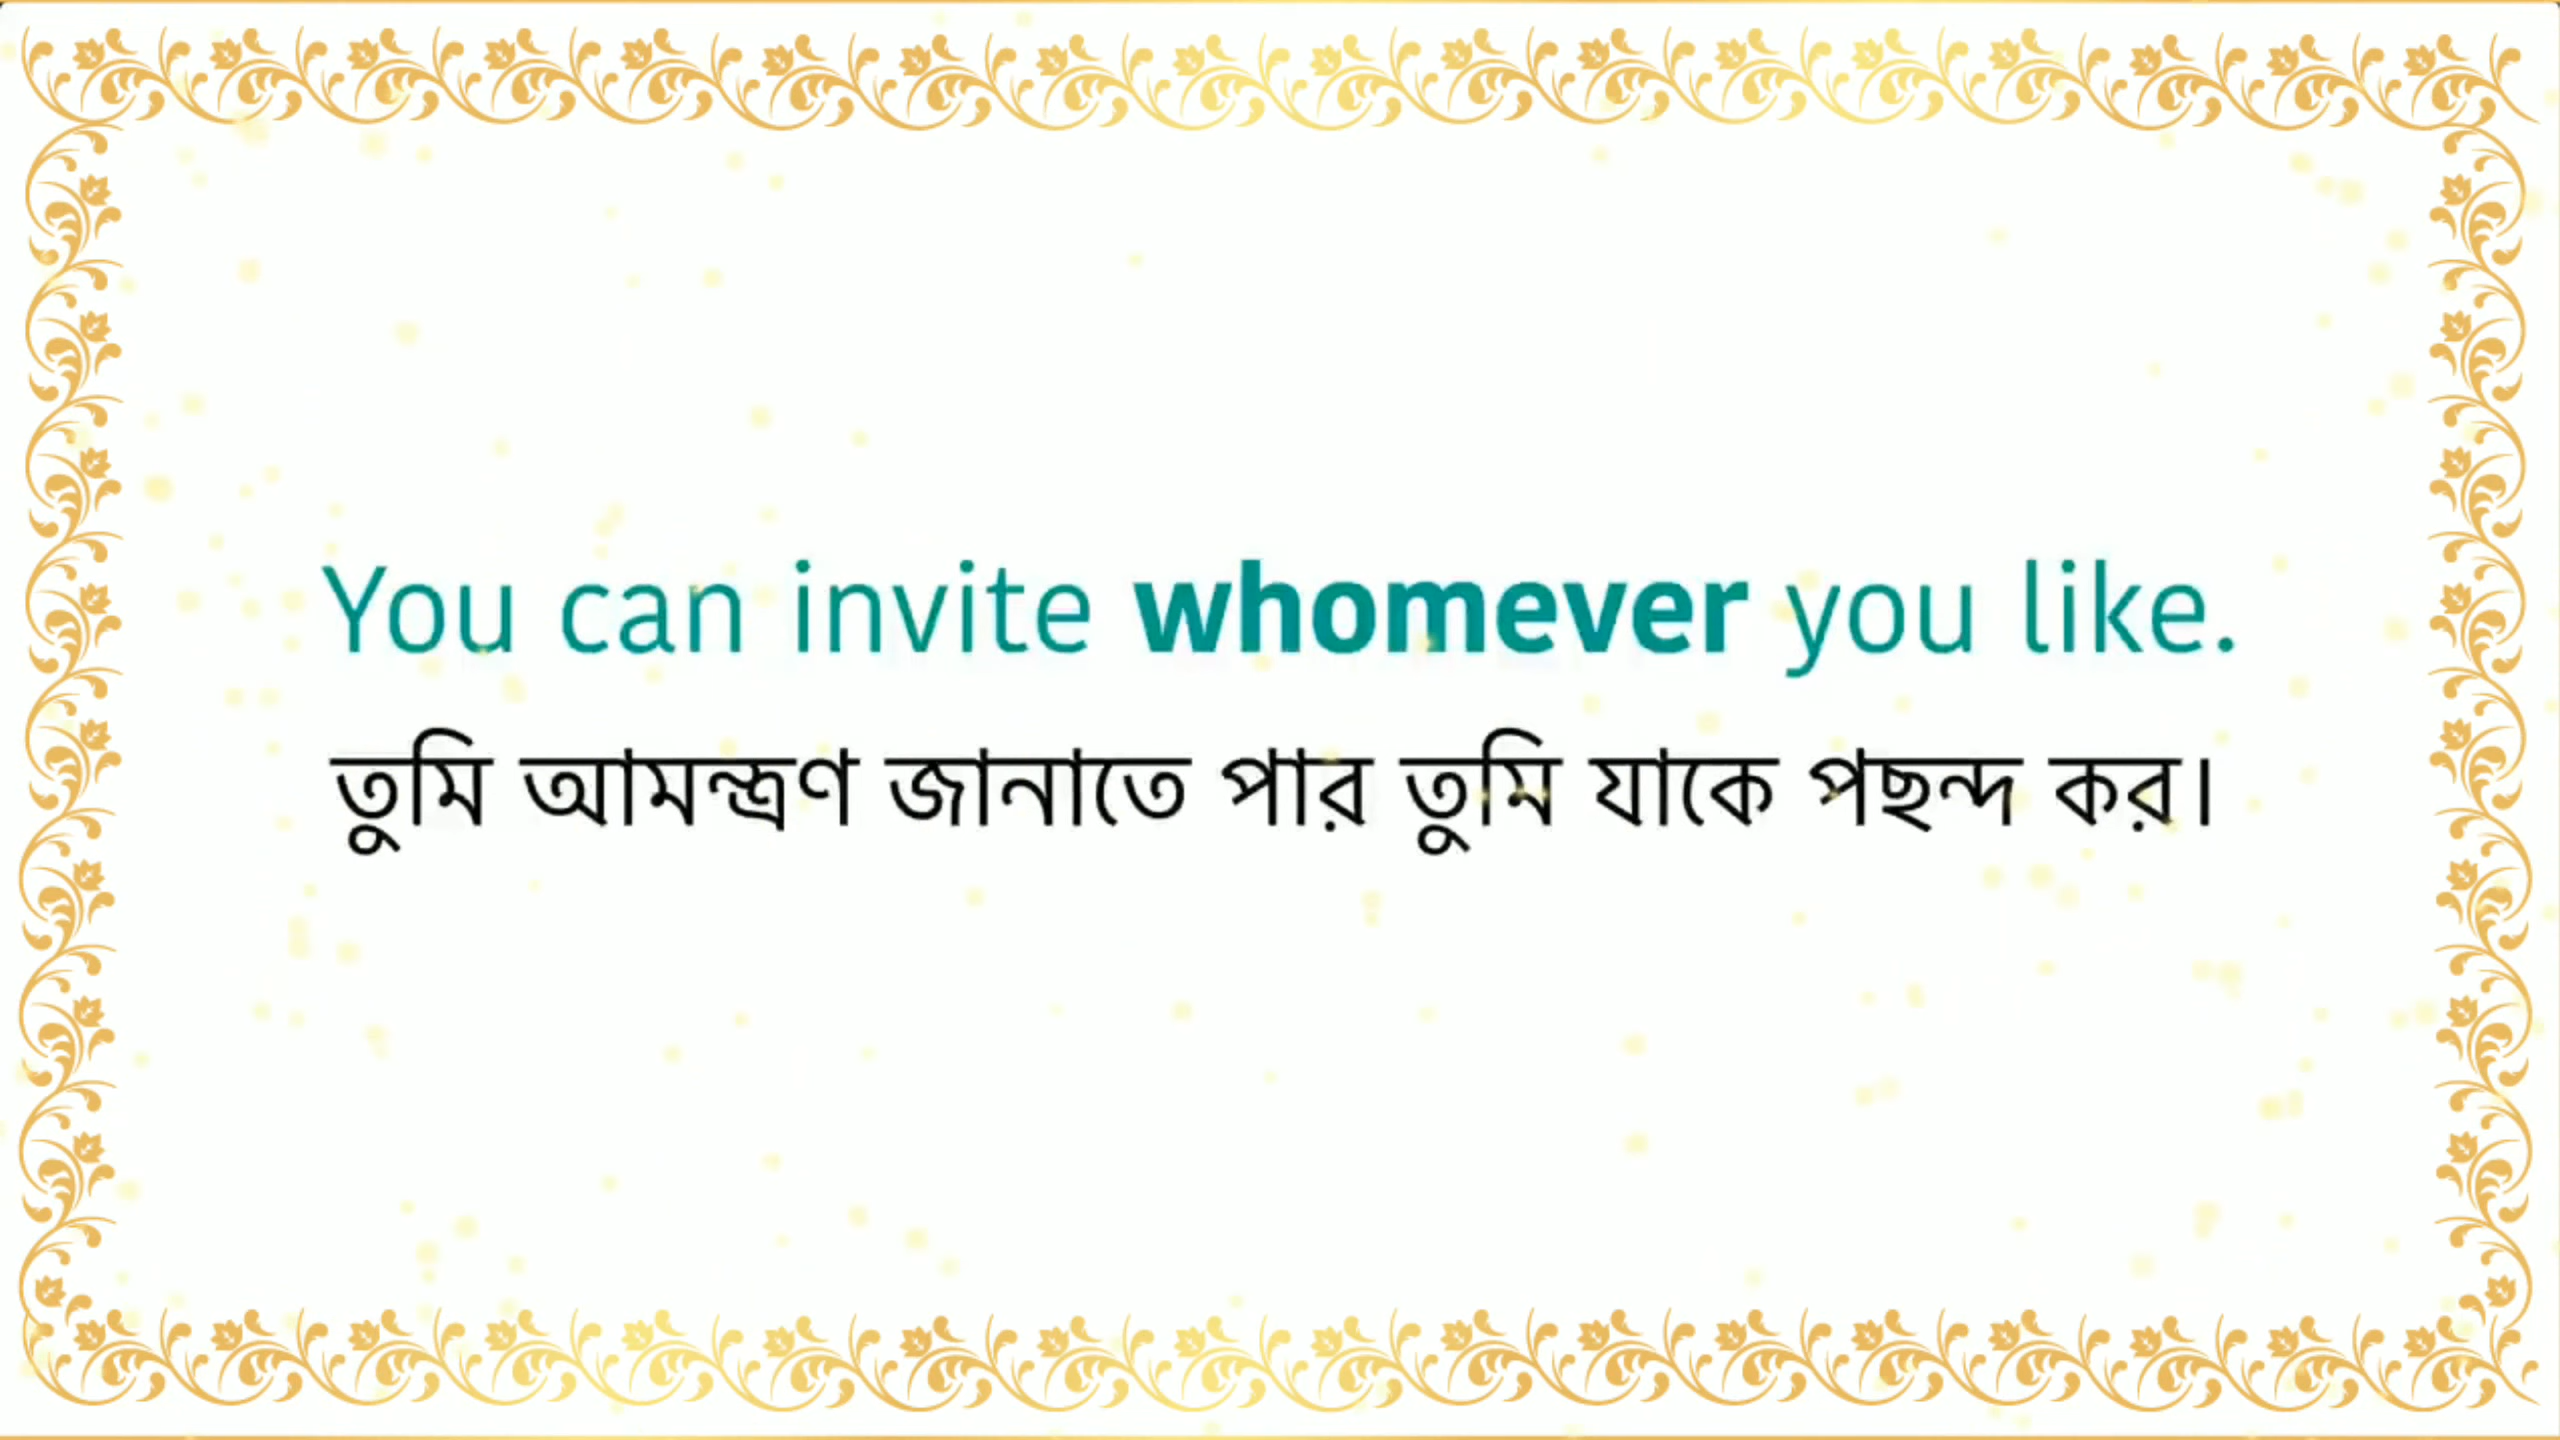 You can invite whomever you like.
তুমি আমন্ত্রণ জানাতে পার তুমি যাকে পছন্দ কর।